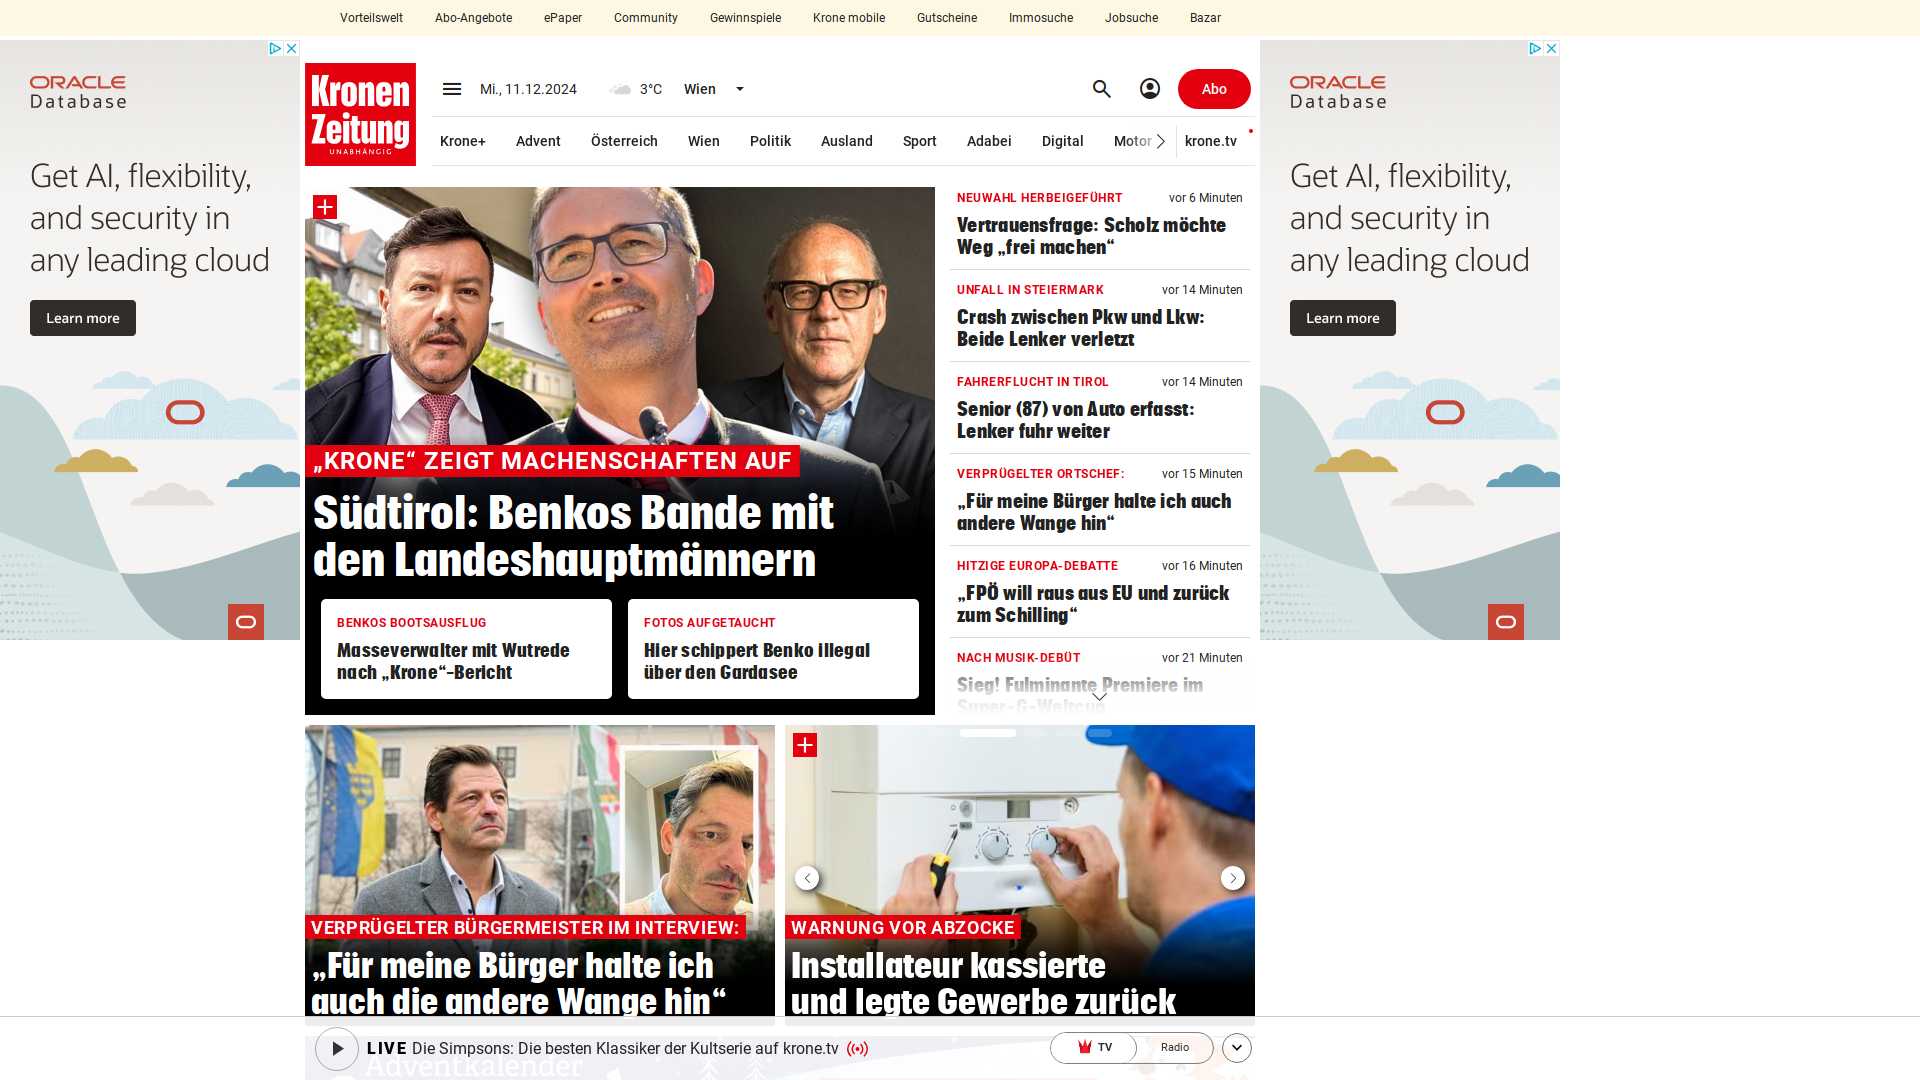 Vorteilswelt Abo-Angebote ePaper Community Gewinnspiele Krone mobile Gutscheine Immosuche Jobsuche Bazar
ORACLE
Database
Get AI, flexibility,
and security in
any leading cloud
Learn more
Kronen
Zeitung
UNABHÄNGIG
Mi., 11.12.2024 3°C Wien
Abo
Krone+ Advent Österreich Wien Politik Ausland Sport Adabei Digital Motor krone.tv
„KRONE“ ZEIGT MACHENSCHAFTEN AUF
Südtirol: Benkos Bande mit
den Landeshauptmännern
BENKOS BOOTSAUSFLUG
Masseverwalter mit Wutrede
nach „Krone“-Bericht
FOTOS AUFGETAUCHT
Hier schippert Benko illegal
über den Gardasee
NEUWAHL HERBEIGEFÜHRT vor 6 Minuten
Vertrauensfrage: Scholz möchte
Weg „frei machen“
UNFALL IN STEIERMARK vor 14 Minuten
Crash zwischen Pkw und Lkw:
Beide Lenker verletzt
FAHRERFLUCHT IN TIROL vor 14 Minuten
Senior (87) von Auto erfasst:
Lenker fuhr weiter
VERPRÜGELTER ORTSCHEF: vor 15 Minuten
„Für meine Bürger halte ich auch
andere Wange hin“
HITZIGE EUROPA-DEBATTE vor 16 Minuten
„FPÖ will raus aus EU und zurück
zum Schilling“
NACH MUSIK-DEBÜT vor 21 Minuten
Sieg! Fulminante Premiere im
Super-G-Weltcup
ORACLE
Database
Get AI, flexibility,
and security in
any leading cloud
Learn more
VERPRÜGELTER BÜRGERMEISTER IM INTERVIEW:
„Für meine Bürger halte ich
auch die andere Wange hin“
WARNUNG VOR ABZOCKE
Installateur kassierte
und legte Gewerbe zurück
LIVE Die Simpsons: Die besten Klassiker der Kultserie auf krone.tv
TV Radio
Adventkalender